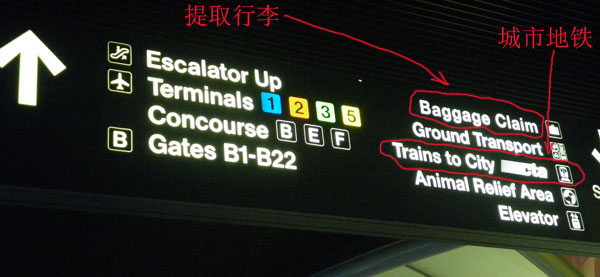 提取行李
城市地铁
Escalator Up
Terminals 1 2 3 5
Concourse B E F
B Gates B1-B22
Baggage Claim
Ground Transport
Trains to City
Animal Relief Area
Elevator